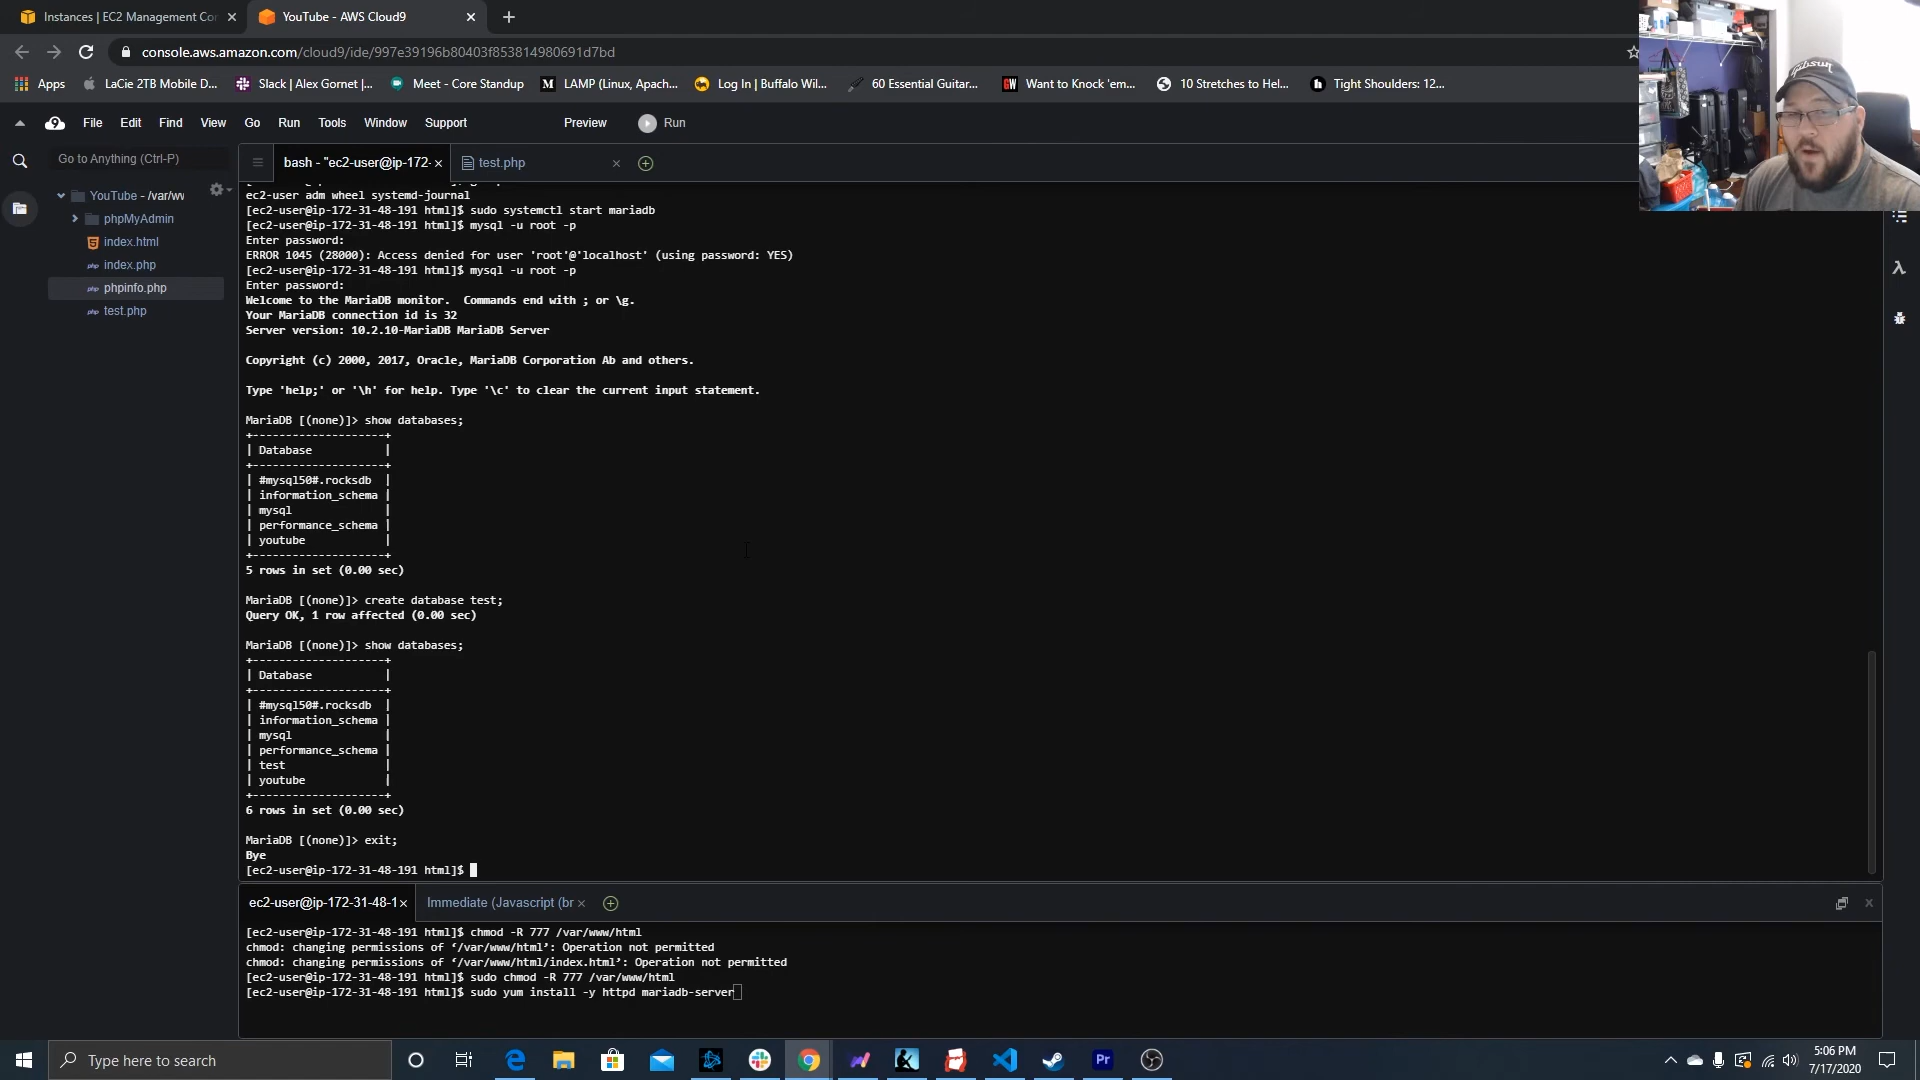 Instances | EC2 Management Con
YouTube - AWS Cloud9
console.aws.amazon.com/cloud9/ide/997e39196b80403f853814980691d7bd
Apps
LaCie 2TB Mobile D...
Slack | Alex Gornet |...
Meet - Core Standup
LAMP (Linux, Apach...
Log In | Buffalo Wil...
60 Essential Guitar...
Want to Knock 'em...
10 Stretches to Hel...
Tight Shoulders: 12...
File Edit Find View Go Run Tools Window Support Preview Run
Go to Anything (Ctrl-P)
YouTube - /var/ww
phpMyAdmin
index.html
index.php
phpinfo.php
test.php
bash - "ec2-user@ip-172-
test.php
ec2-user adm wheel systemd-journal
[ec2-user@ip-172-31-48-191 html]$ sudo systemctl start mariadb
[ec2-user@ip-172-31-48-191 html]$ mysql -u root -p
Enter password:
ERROR 1045 (28000): Access denied for user 'root'@'localhost' (using password: YES)
[ec2-user@ip-172-31-48-191 html]$ mysql -u root -p
Enter password:
Welcome to the MariaDB monitor.  Commands end with ; or \g.
Your MariaDB connection id is 32
Server version: 10.2.10-MariaDB MariaDB Server
Copyright (c) 2000, 2017, Oracle, MariaDB Corporation Ab and others.
Type 'help;' or '\h' for help. Type '\c' to clear the current input statement.
MariaDB [(none)]> show databases;
+--------------------+
| Database           |
+--------------------+
| #mysql50#.rocksdb  |
| information_schema |
| mysql              |
| performance_schema |
| youtube            |
+--------------------+
5 rows in set (0.00 sec)
MariaDB [(none)]> create database test;
Query OK, 1 row affected (0.00 sec)
MariaDB [(none)]> show databases;
+--------------------+
| Database           |
+--------------------+
| #mysql50#.rocksdb  |
| information_schema |
| mysql              |
| performance_schema |
| test               |
| youtube            |
+--------------------+
6 rows in set (0.00 sec)
MariaDB [(none)]> exit;
Bye
[ec2-user@ip-172-31-48-191 html]$
ec2-user@ip-172-31-48-1
Immediate (Javascript (br
[ec2-user@ip-172-31-48-191 html]$ chmod -R 777 /var/www/html
chmod: changing permissions of ‘/var/www/html’: Operation not permitted
chmod: changing permissions of ‘/var/www/html/index.html’: Operation not permitted
[ec2-user@ip-172-31-48-191 html]$ sudo chmod -R 777 /var/www/html
[ec2-user@ip-172-31-48-191 html]$ sudo yum install -y httpd mariadb-server
Type here to search
5:06 PM
7/17/2020
Gibson